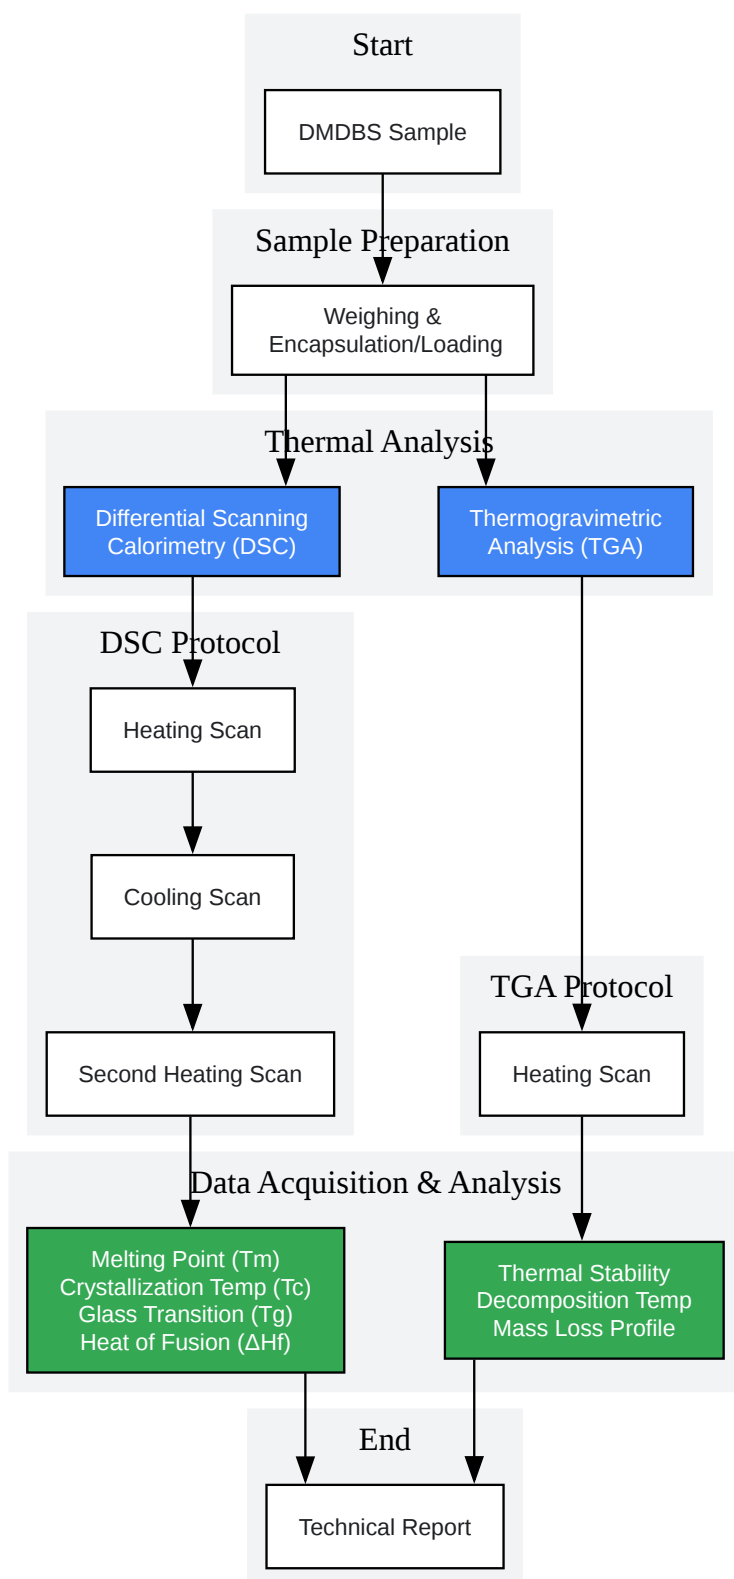 Start
DMDBS Sample
Sample Preparation
Weighing &
Encapsulation/Loading
Thermal Analysis
Differential Scanning
Calorimetry (DSC)
Thermogravimetric
Analysis (TGA)
DSC Protocol
Heating Scan
Cooling Scan
Second Heating Scan
TGA Protocol
Heating Scan
Data Acquisition & Analysis
Melting Point (Tm)
Crystallization Temp (Tc)
Glass Transition (Tg)
Heat of Fusion (ΔHf)
Thermal Stability
Decomposition Temp
Mass Loss Profile
End
Technical Report